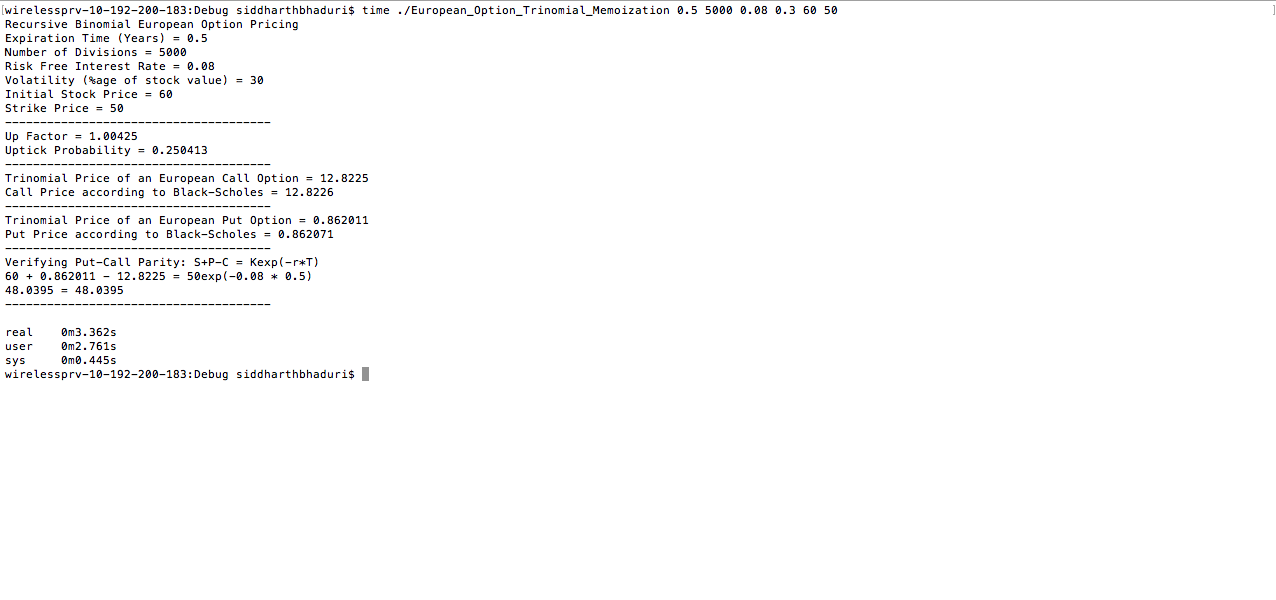 [wirelessprv-10-192-200-183:Debug siddharthbhaduri$ time ./European_Option_Trinomial_Memoization 0.5 5000 0.08 0.3 60 50 ]
Recursive Binomial European Option Pricing
Expiration Time (Years) = 0.5
Number of Divisions = 5000
Risk Free Interest Rate = 0.08
Volatility (%age of stock value) = 30
Initial Stock Price = 60
Strike Price = 50
--------------------------------------
Up Factor = 1.00425
Uptick Probability = 0.250413
--------------------------------------
Trinomial Price of an European Call Option = 12.8225
Call Price according to Black-Scholes = 12.8226
--------------------------------------
Trinomial Price of an European Put Option = 0.862011
Put Price according to Black-Scholes = 0.862071
--------------------------------------
Verifying Put-Call Parity: S+P-C = Kexp(-r*T)
60 + 0.862011 - 12.8225 = 50exp(-0.08 * 0.5)
48.0395 = 48.0395
--------------------------------------
real 0m3.362s
user 0m2.761s
sys 0m0.445s
wirelessprv-10-192-200-183:Debug siddharthbhaduri$